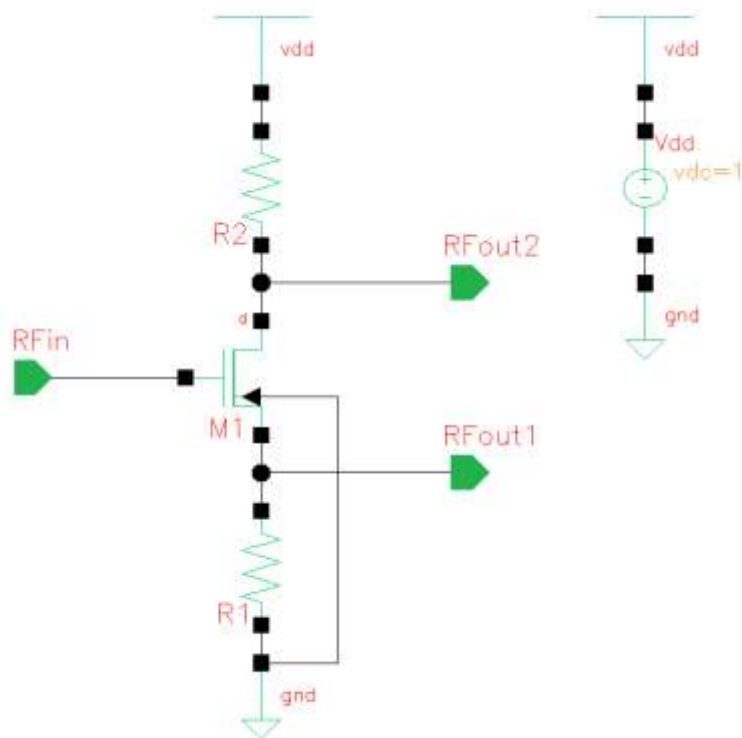 vdd
vdd
Vdd
vdc=1
R2
RFout2
d
gnd
RFin
M1
RFout1
R1
gnd